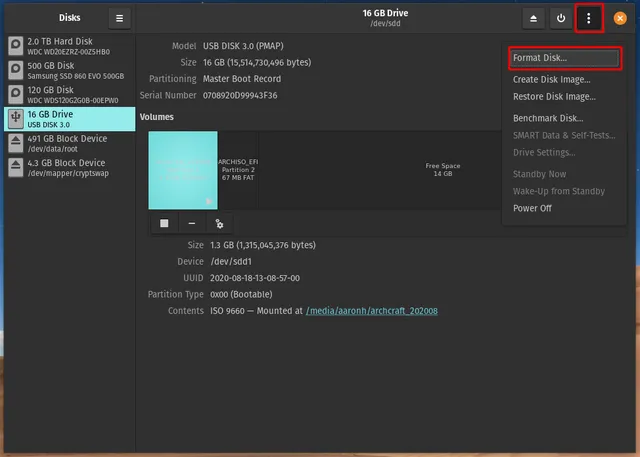 Disks
16 GB Drive
/dev/sdd
2.0 TB Hard Disk
WDC WD20EZRZ-00Z5HB0
500 GB Disk
Samsung SSD 860 EVO 500GB
120 GB Disk
WDC WDS120G2G0B-00EPW0
16 GB Drive
USB DISK 3.0
491 GB Block Device
/dev/data/root
4.3 GB Block Device
/dev/mapper/cryptswap
Model USB DISK 3.0 (PMAP)
Size 16 GB (15,514,730,496 bytes)
Partitioning Master Boot Record
Serial Number 0708920D99943F36
Volumes
ARCHISO_EFI
Partition 2
67 MB FAT
Free Space
14 GB
Size 1.3 GB (1,315,045,376 bytes)
Device /dev/sdd1
UUID 2020-08-18-13-08-57-00
Partition Type 0x00 (Bootable)
Contents ISO 9660 — Mounted at /media/aaronh/archcraft_202008
Format Disk...
Create Disk Image...
Restore Disk Image...
Benchmark Disk...
SMART Data & Self-Tests...
Drive Settings...
Standby Now
Wake-Up from Standby
Power Off